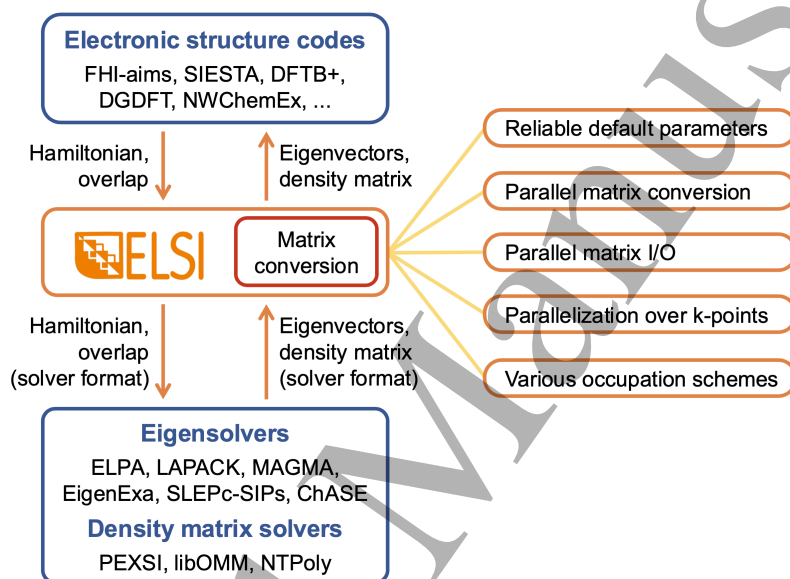 Electronic structure codes
FHI-aims, SIESTA, DFTB+,
DGDFT, NWChemEx, ...
Hamiltonian,
overlap
Eigenvectors,
density matrix
ELSI
Matrix
conversion
Hamiltonian,
overlap
(solver format)
Eigenvectors,
density matrix
(solver format)
Eigensolvers
ELPA, LAPACK, MAGMA,
EigenExa, SLEPc-SIPs, ChASE
Density matrix solvers
PEXSI, libOMM, NTPoly
Reliable default parameters
Parallel matrix conversion
Parallel matrix I/O
Parallelization over k-points
Various occupation schemes
Manus